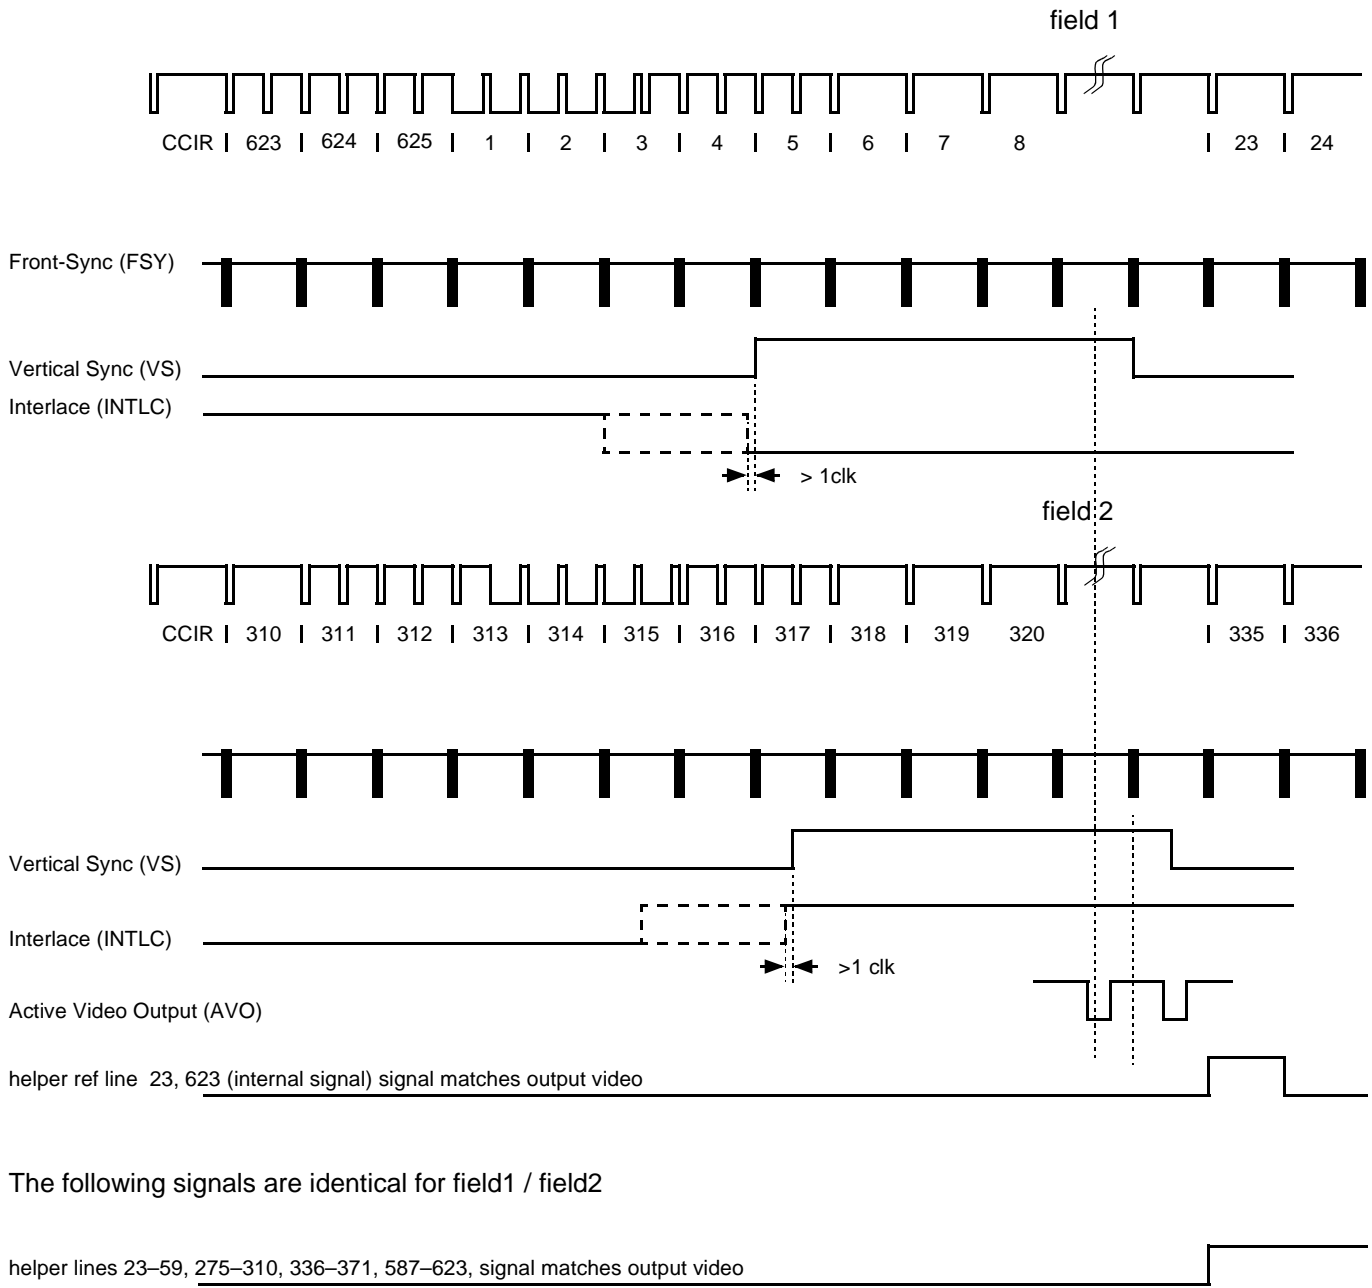 field 1
CCIR 623 624 625 1 2 3 4 5 6 7 8 23 24
Front-Sync (FSY)
Vertical Sync (VS)
Interlace (INTLC)
> 1clk
field 2
CCIR 310 311 312 313 314 315 316 317 318 319 320 335 336
Vertical Sync (VS)
Interlace (INTLC)
>1 clk
Active Video Output (AVO)
helper ref line 23, 623 (internal signal) signal matches output video
The following signals are identical for field1 / field2
helper lines 23–59, 275–310, 336–371, 587–623, signal matches output video